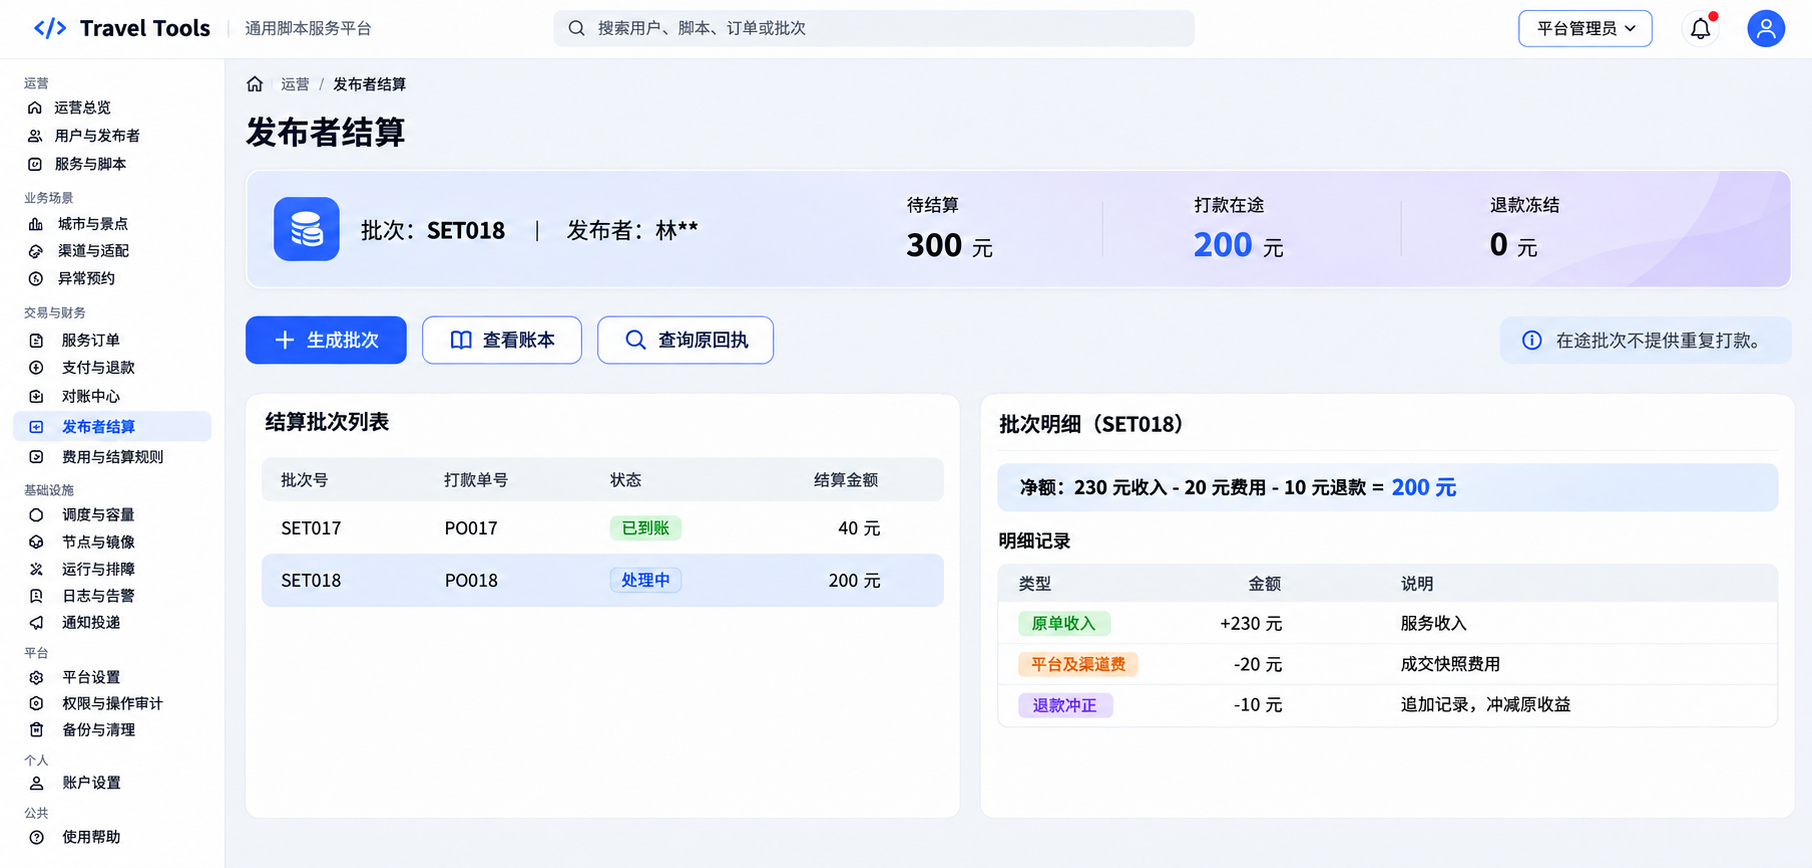 Travel Tools
通用脚本服务平台
搜索用户、脚本、订单或批次
平台管理员
运营
运营总览
用户与发布者
服务与脚本
业务场景
城市与景点
渠道与适配
异常预约
交易与财务
服务订单
支付与退款
对账中心
发布者结算
费用与结算规则
基础设施
调度与容量
节点与镜像
运行与排障
日志与告警
通知投递
平台
平台设置
权限与操作审计
备份与清理
个人
账户设置
公共
使用帮助
运营 / 发布者结算
发布者结算
批次：SET018 | 发布者：林**
待结算
300 元
打款在途
200 元
退款冻结
0 元
生成批次
查看账本
查询原回执
在途批次不提供重复打款。
结算批次列表
批次号 打款单号 状态 结算金额
SET017 PO017 已到账 40 元
SET018 PO018 处理中 200 元
批次明细（SET018）
净额：230 元收入 - 20 元费用 - 10 元退款 = 200 元
明细记录
类型 金额 说明
原单收入 +230 元 服务收入
平台及渠道费 -20 元 成交快照费用
退款冲正 -10 元 追加记录，冲减原收益